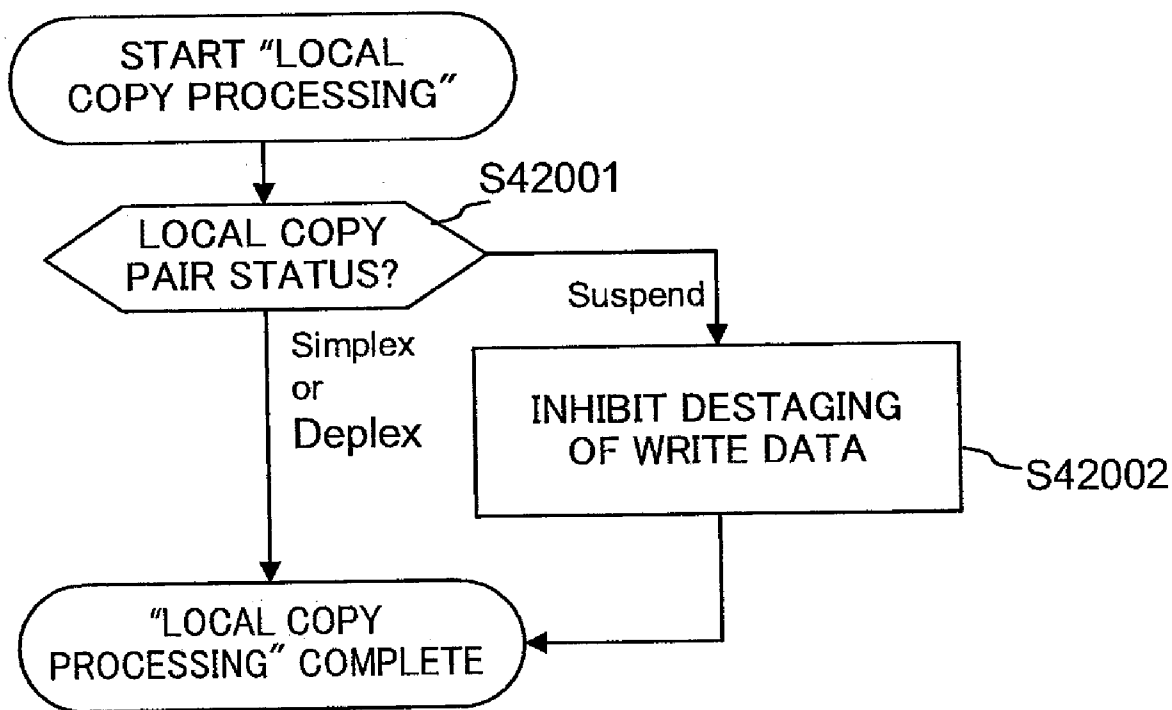 START “LOCAL
COPY PROCESSING”
S42001
LOCAL COPY
PAIR STATUS?
Suspend
Simplex
or
Deplex
INHIBIT DESTAGING
OF WRITE DATA
S42002
“LOCAL COPY
PROCESSING” COMPLETE